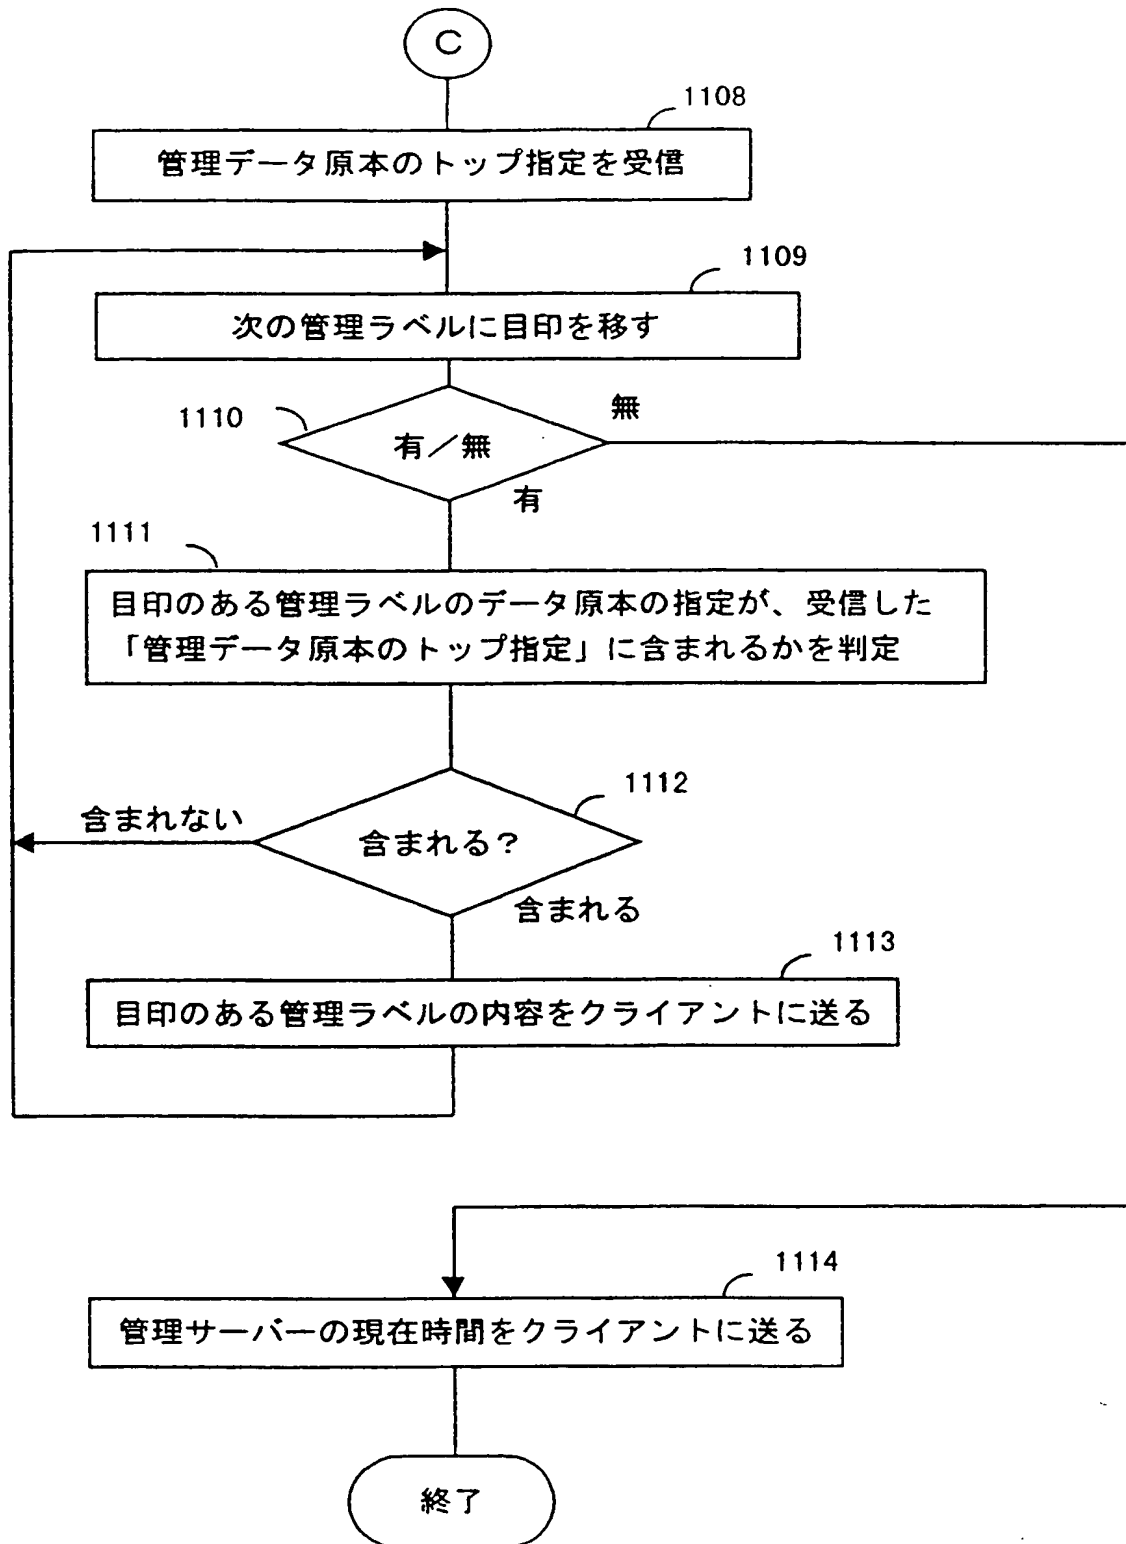 C
1108
管理データ原本のトップ指定を受信
1109
次の管理ラベルに目印を移す
1110
無
有／無
有
1111
目印のある管理ラベルのデータ原本の指定が、受信した
「管理データ原本のトップ指定」に含まれるかを判定
1112
含まれない
含まれる？
含まれる
1113
目印のある管理ラベルの内容をクライアントに送る
1114
管理サーバーの現在時間をクライアントに送る
終了